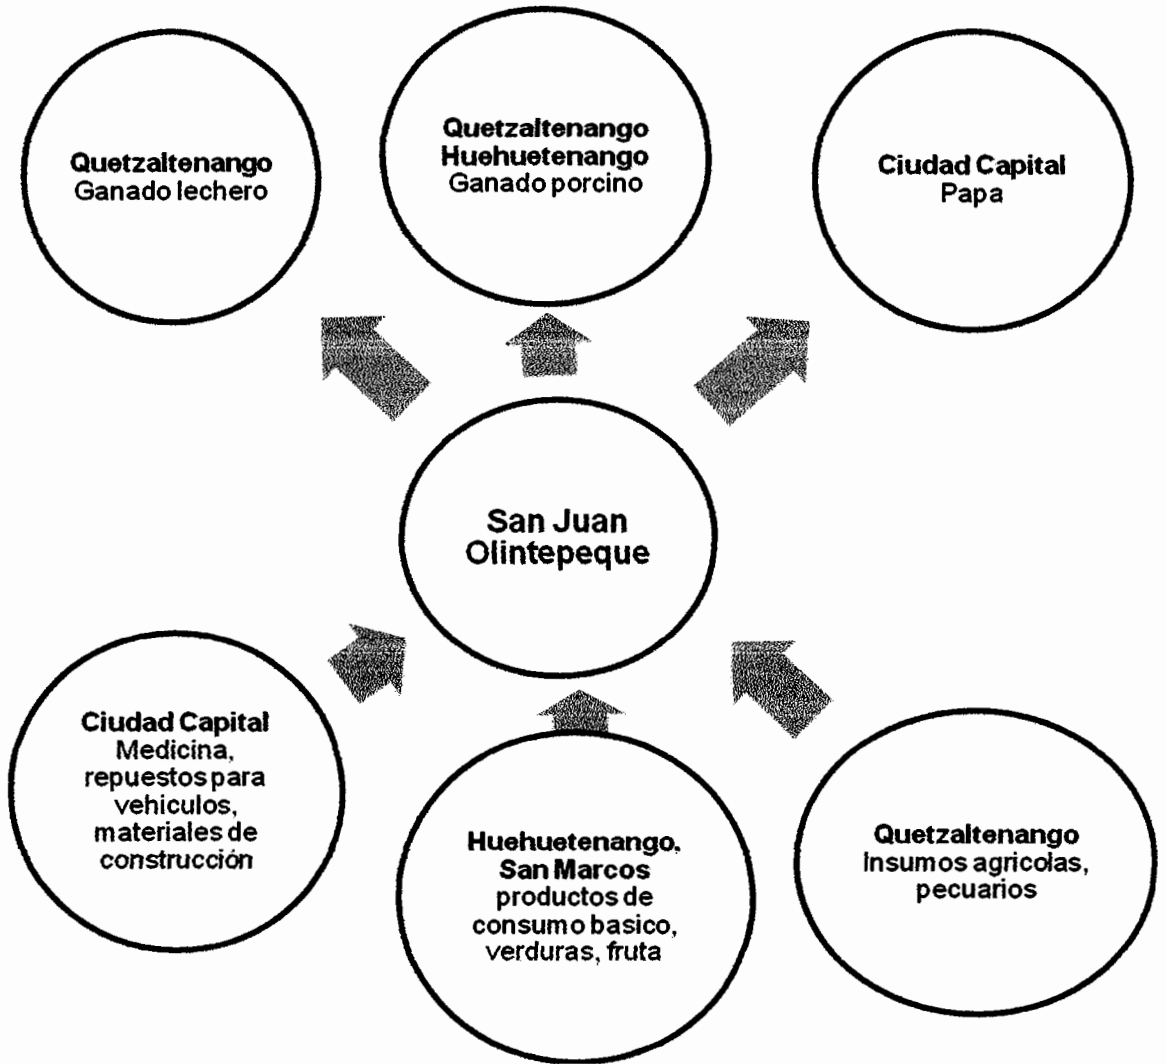 Quetzaltenango
Ganado lechero
Quetzaltenango
Huehuetenango
Ganado porcino
Ciudad Capital
Papa
San Juan
Olintepeque
Ciudad Capital
Medicina,
repuestos para
vehiculos,
materiales de
construcción
Huehuetenango,
San Marcos
productos de
consumo basico,
verduras, fruta
Quetzaltenango
Insumos agricolas,
pecuarios